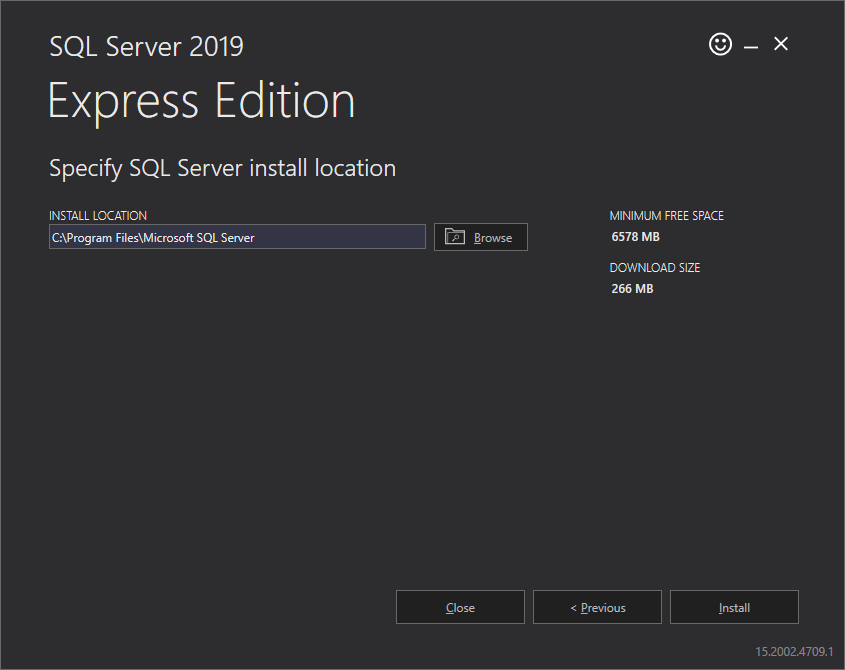 SQL Server 2019
Express Edition
Specify SQL Server install location
INSTALL LOCATION
C:\Program Files\Microsoft SQL Server
Browse
MINIMUM FREE SPACE
6578 MB
DOWNLOAD SIZE
266 MB
Close
< Previous
Install
15.2002.4709.1